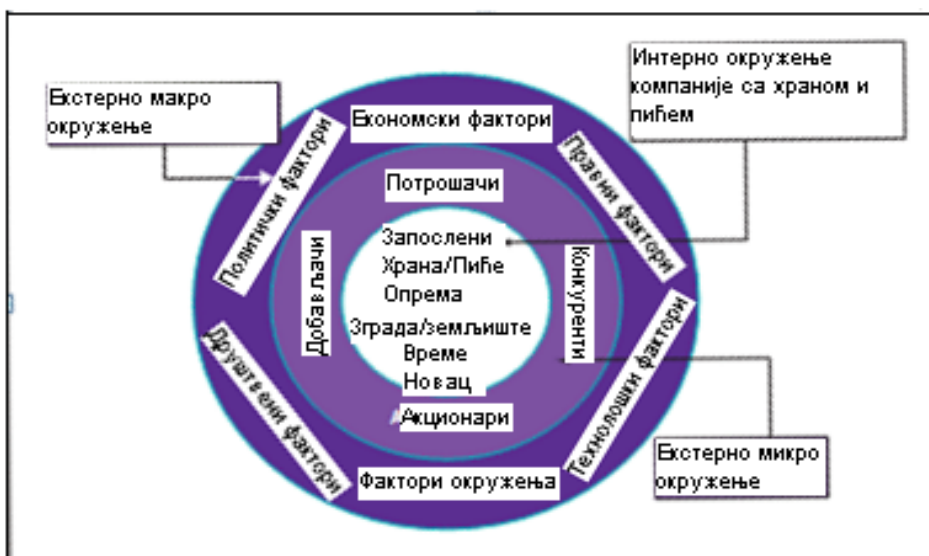 Екстерно макро
окружење
Интерно окружење
компаније са храном и
пићем
Економски фактори
Политички фактори
Правни фактори
Потрошачи
Добављачи
Запослени
Храна/Пиће
Опрема
Зграда/земљиште
Време
Новац
Конкуренти
Акционари
Друштвени фактори
Технолошки фактори
Фактори окружења
Екстерно микро
окружење